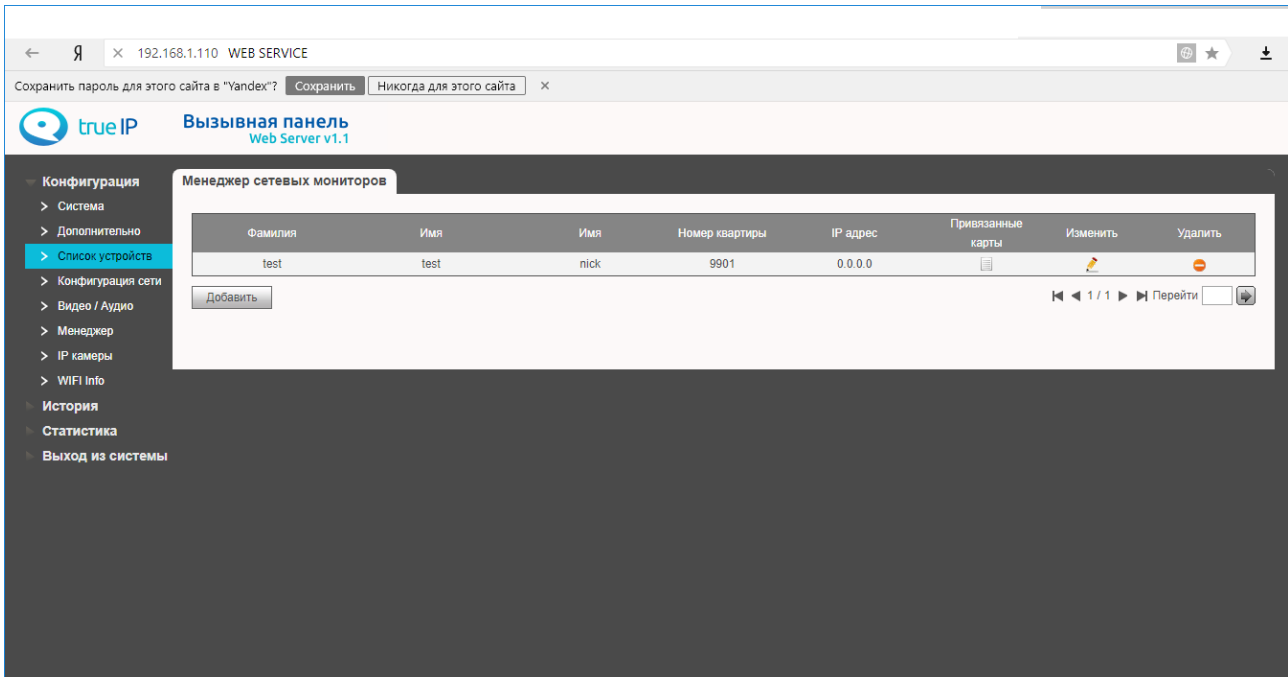 Я 192.168.1.110 WEB SERVICE
Сохранить пароль для этого сайта в "Yandex"? Сохранить Никогда для этого сайта
true IP
Вызывная панель
Web Server v1.1
Конфигурация
Система
Дополнительно
Список устройств
Конфигурация сети
Видео / Аудио
Менеджер
IP камеры
WIFI Info
История
Статистика
Выход из системы
Менеджер сетевых мониторов
Фамилия Имя Имя Номер квартиры IP адрес Привязанные карты Изменить Удалить
test test nick 9901 0.0.0.0
Добавить 1 / 1 Перейти